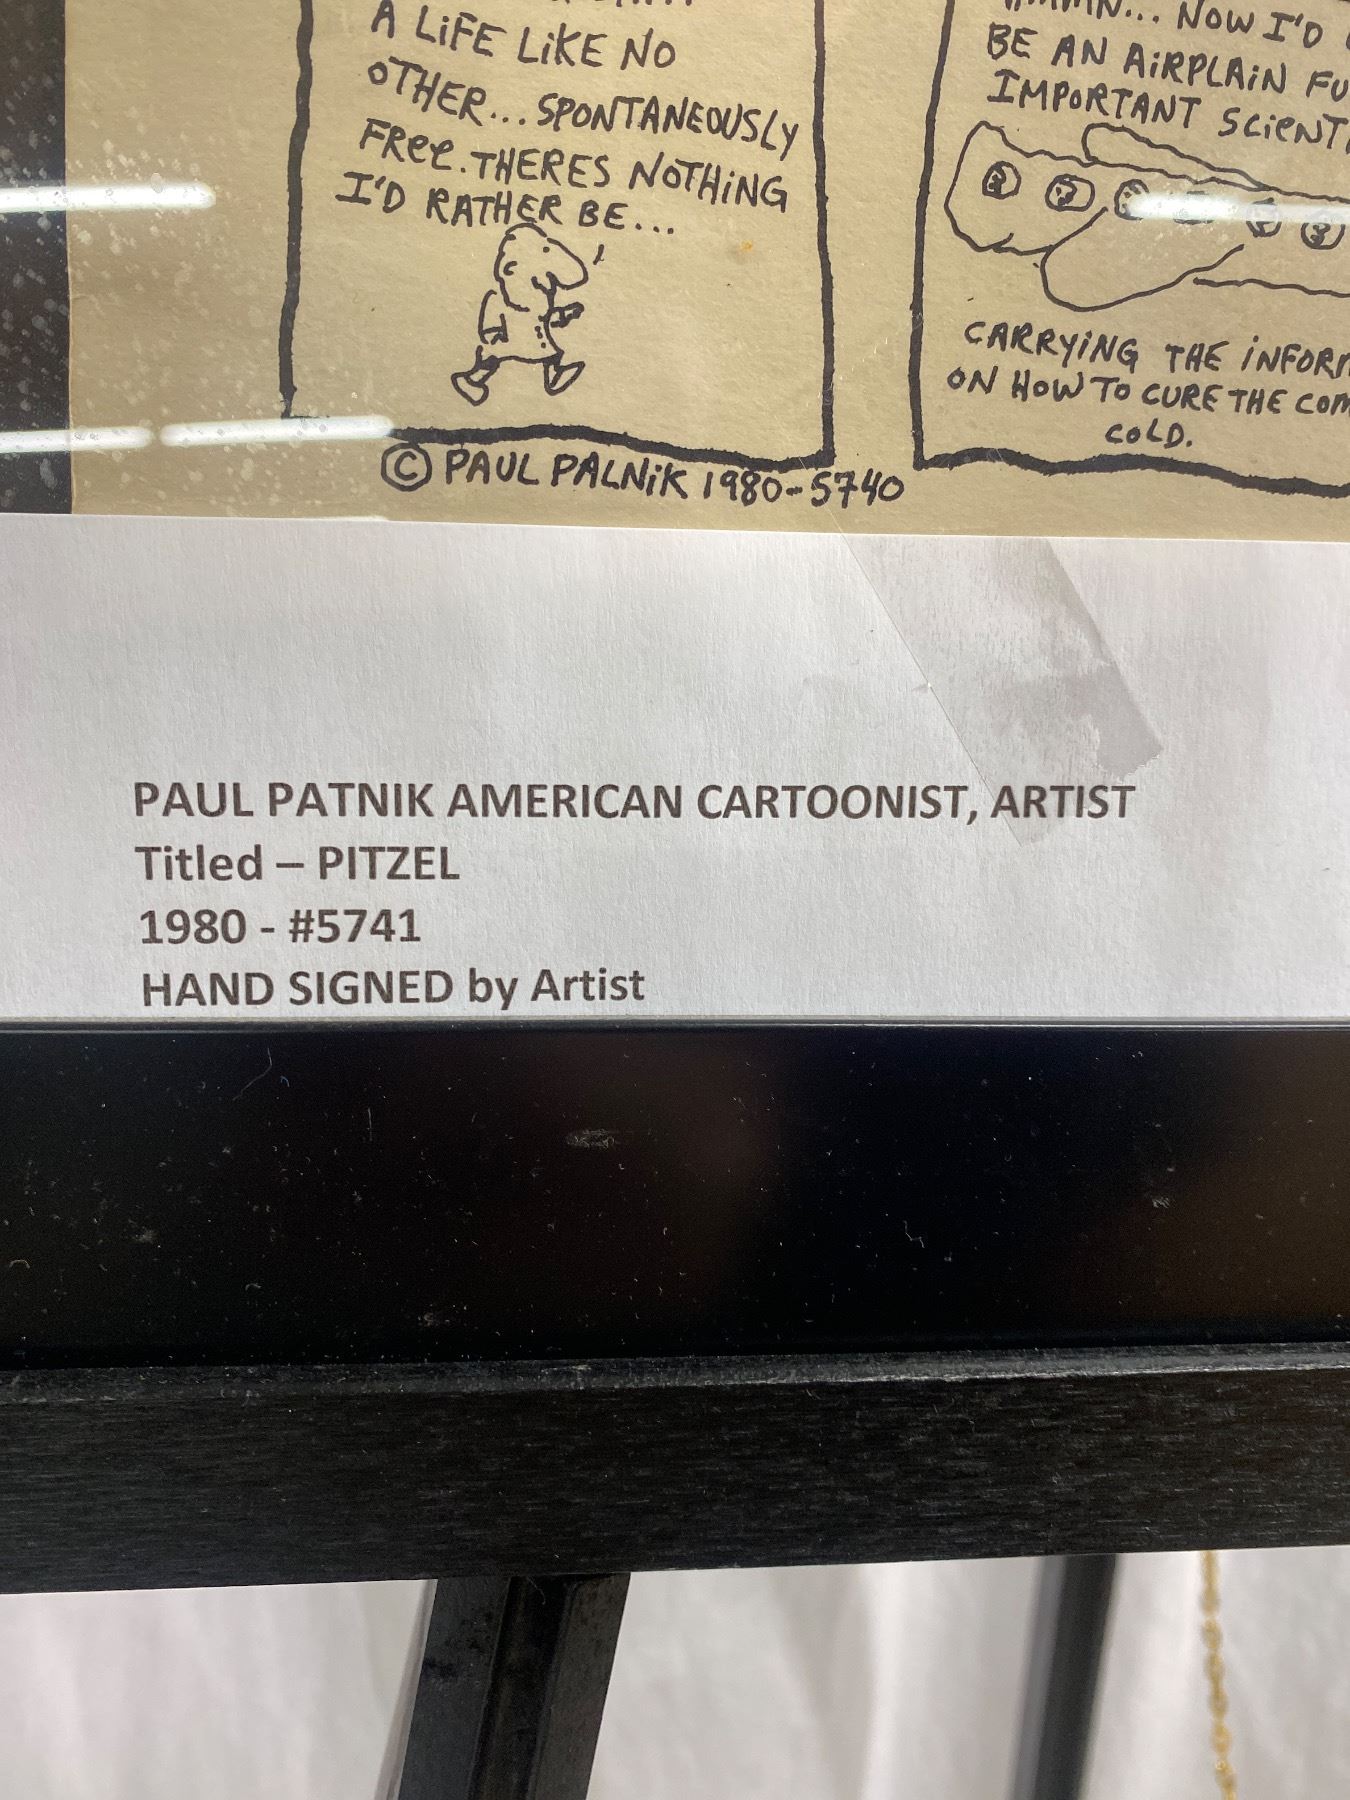 A LiFE LiKE NO
OTHER... SPONTANEOUSLY
FRee. THERES NOTHiNG
I'D RATHER BE...
NOW I'D
BE AN AiRPLAiN
IMPORTANT
CARRYiNG THE
ON HOW TO CURE THE
COLD.
© PAUL PALNiK 1980-5740
PAUL PATNIK AMERICAN CARTOONIST, ARTIST
Titled – PITZEL
1980 - #5741
HAND SIGNED by Artist